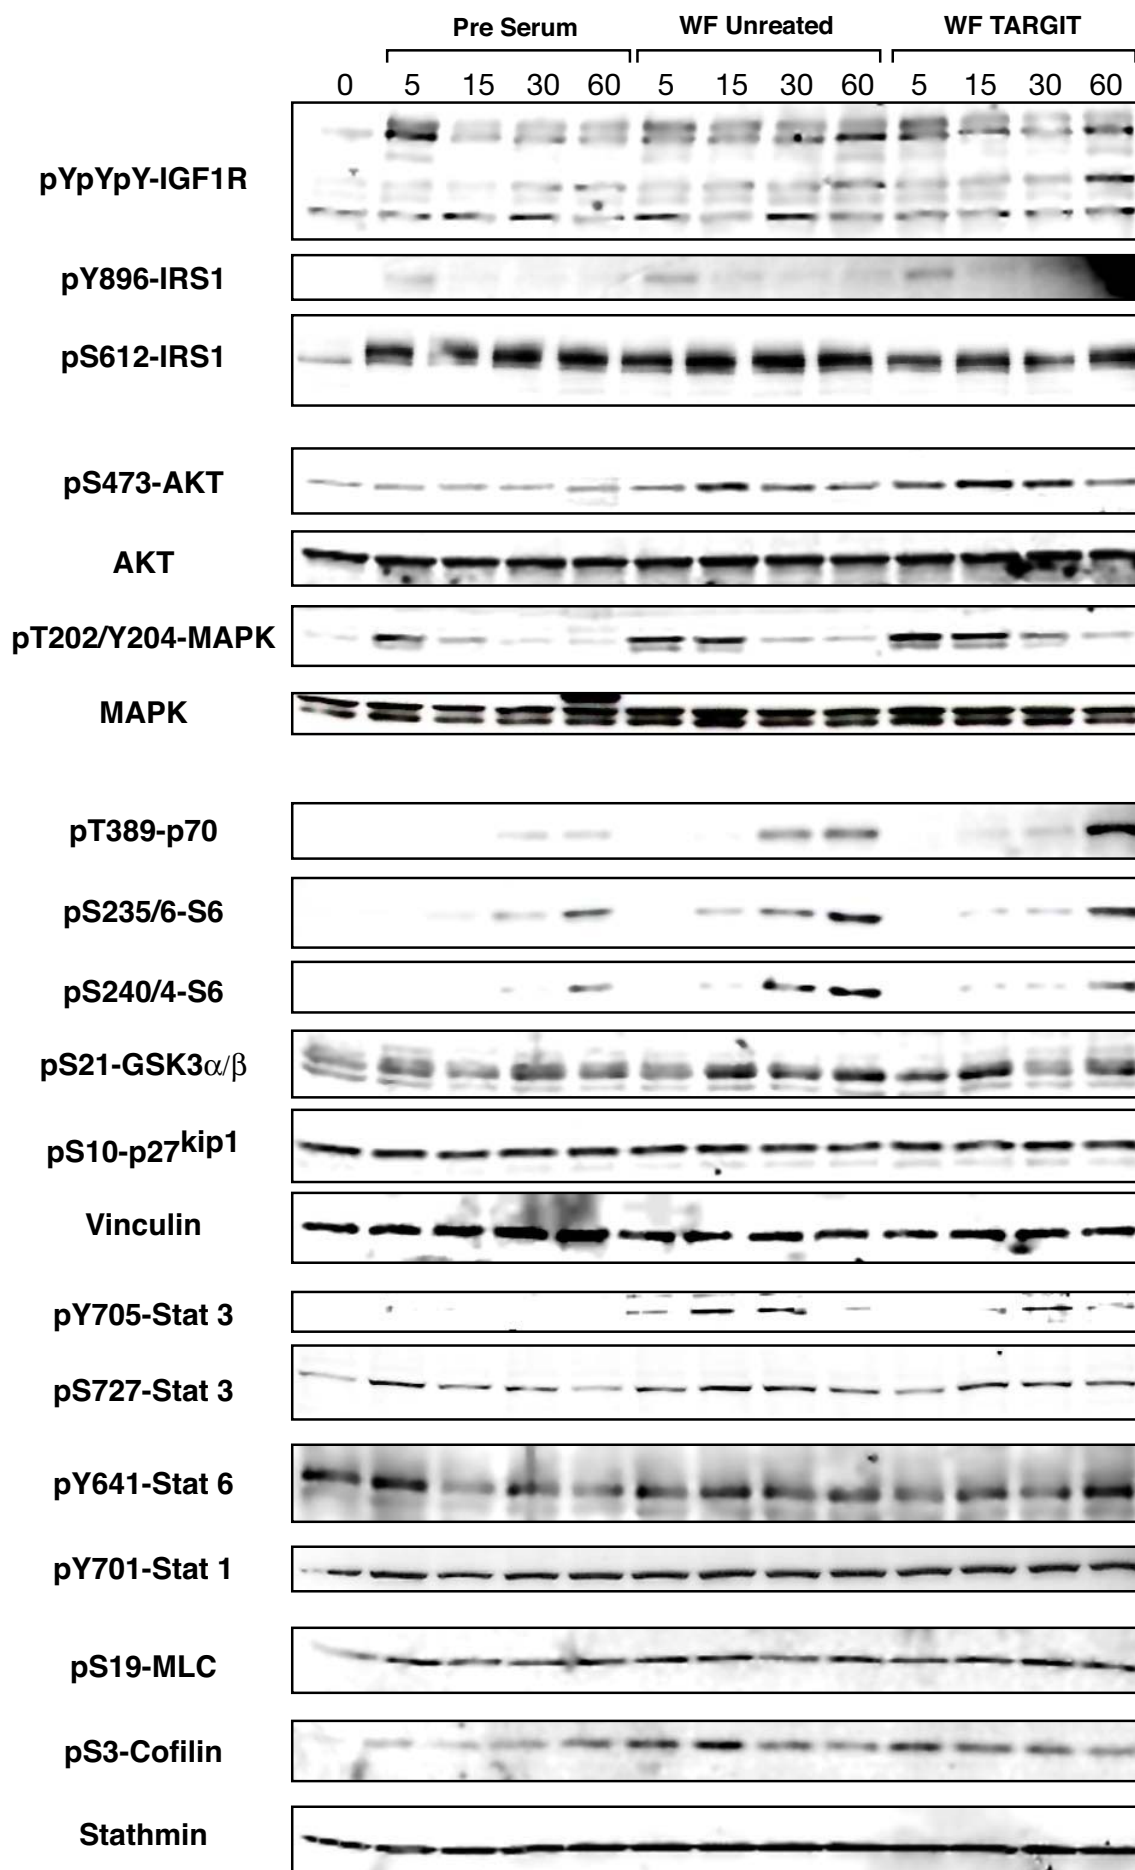 Pre Serum WF Unreated WF TARGIT
0 5 15 30 60 5 15 30 60 5 15 30 60
pYpYpY-IGF1R
pY896-IRS1
pS612-IRS1
pS473-AKT
AKT
pT202/Y204-MAPK
MAPK
pT389-p70
pS235/6-S6
pS240/4-S6
pS21-GSK3α/β
pS10-p27kip1
Vinculin
pY705-Stat 3
pS727-Stat 3
pY641-Stat 6
pY701-Stat 1
pS19-MLC
pS3-Cofilin
Stathmin